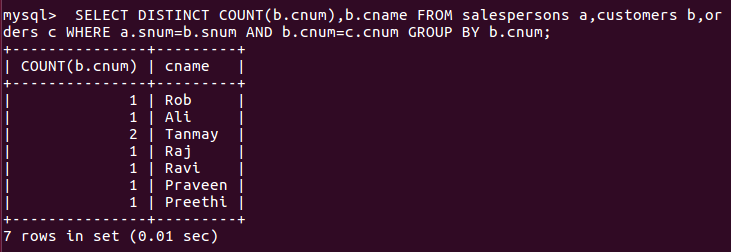 mysql>  SELECT DISTINCT COUNT(b.cnum),b.cname FROM salespersons a,customers b,or
ders c WHERE a.snum=b.snum AND b.cnum=c.cnum GROUP BY b.cnum;
+---------------+---------+
| COUNT(b.cnum) | cname   |
+---------------+---------+
|             1 | Rob     |
|             1 | Ali     |
|             2 | Tanmay  |
|             1 | Raj     |
|             1 | Ravi    |
|             1 | Praveen |
|             1 | Preethi |
+---------------+---------+
7 rows in set (0.01 sec)